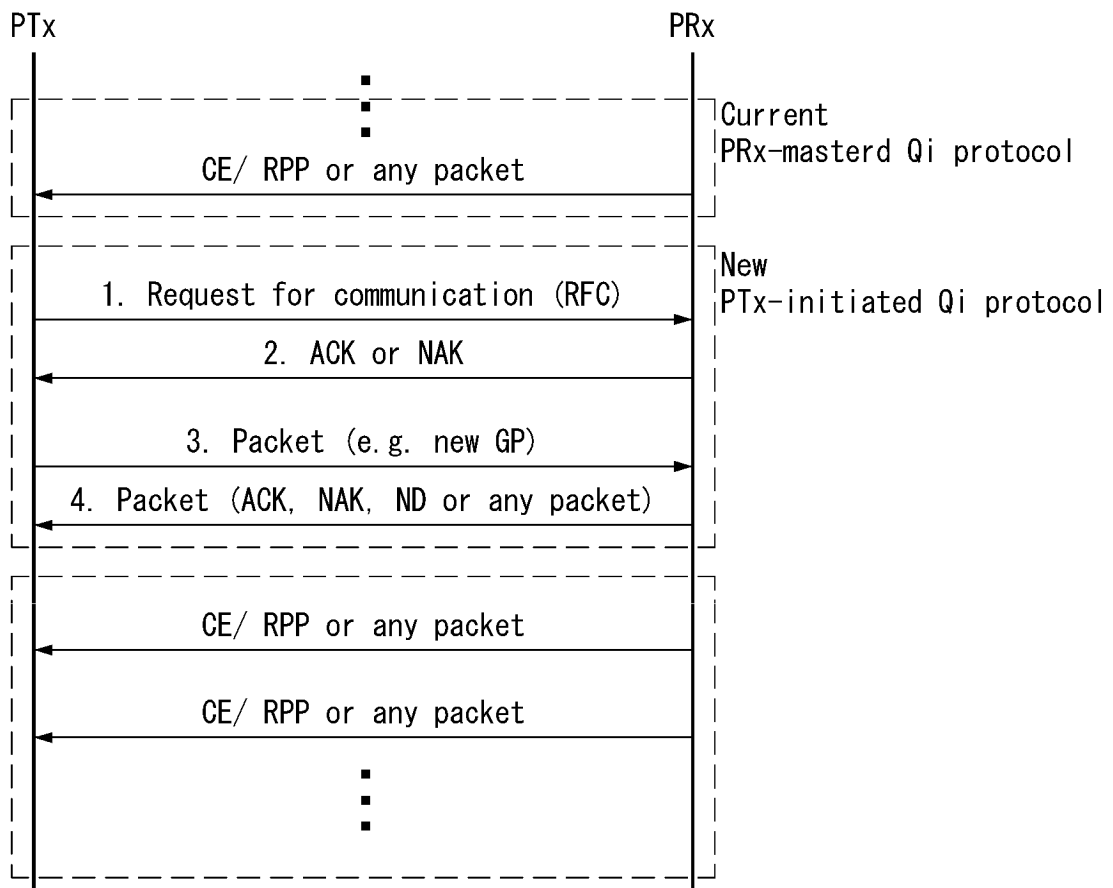 PTx
PRx
Current
PRx-masterd Qi protocol
CE/ RPP or any packet
New
PTx-initiated Qi protocol
1. Request for communication (RFC)
2. ACK or NAK
3. Packet (e.g. new GP)
4. Packet (ACK, NAK, ND or any packet)
CE/ RPP or any packet
CE/ RPP or any packet